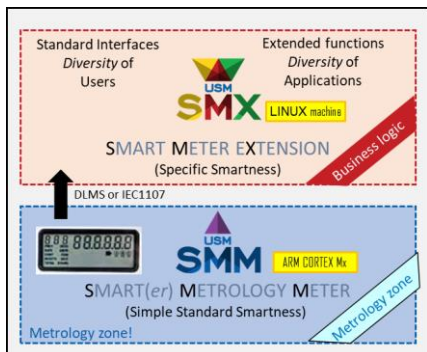 Standard Interfaces
Diversity of
Users
Extended functions
Diversity of
Applications
USM
SMX
LINUX machine
SMART METER EXTENSION
(Specific Smartness)
Business logic
DLMS or IEC1107
USM
SMM
ARM CORTEX Mx
SMART(er) METROLOGY METER
(Simple Standard Smartness)
Metrology zone
Metrology zone!